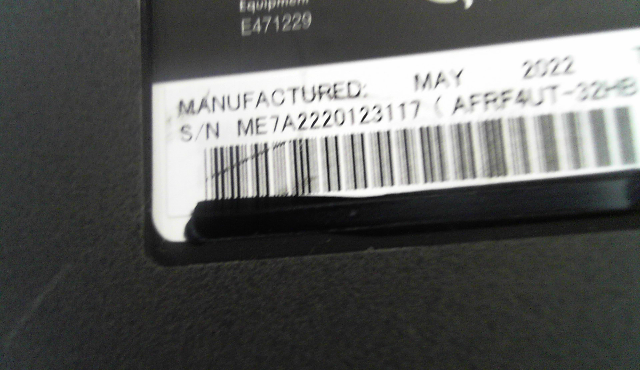 Equipment
E471229
MANUFACTURED: MAY 2022
S/N ME7A2220123117 ( AFRF4UT-32HB